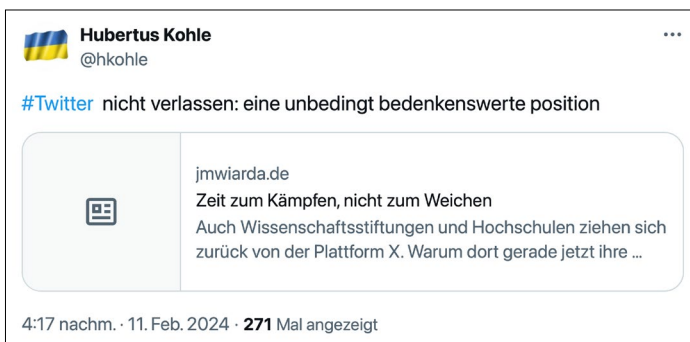 Hubertus Kohle
@hkohle
#Twitter nicht verlassen: eine unbedingt bedenkenswerte position
jmwiarda.de
Zeit zum Kämpfen, nicht zum Weichen
Auch Wissenschaftsstiftungen und Hochschulen ziehen sich
zurück von der Plattform X. Warum dort gerade jetzt ihre ...
4:17 nachm. · 11. Feb. 2024 · 271 Mal angezeigt